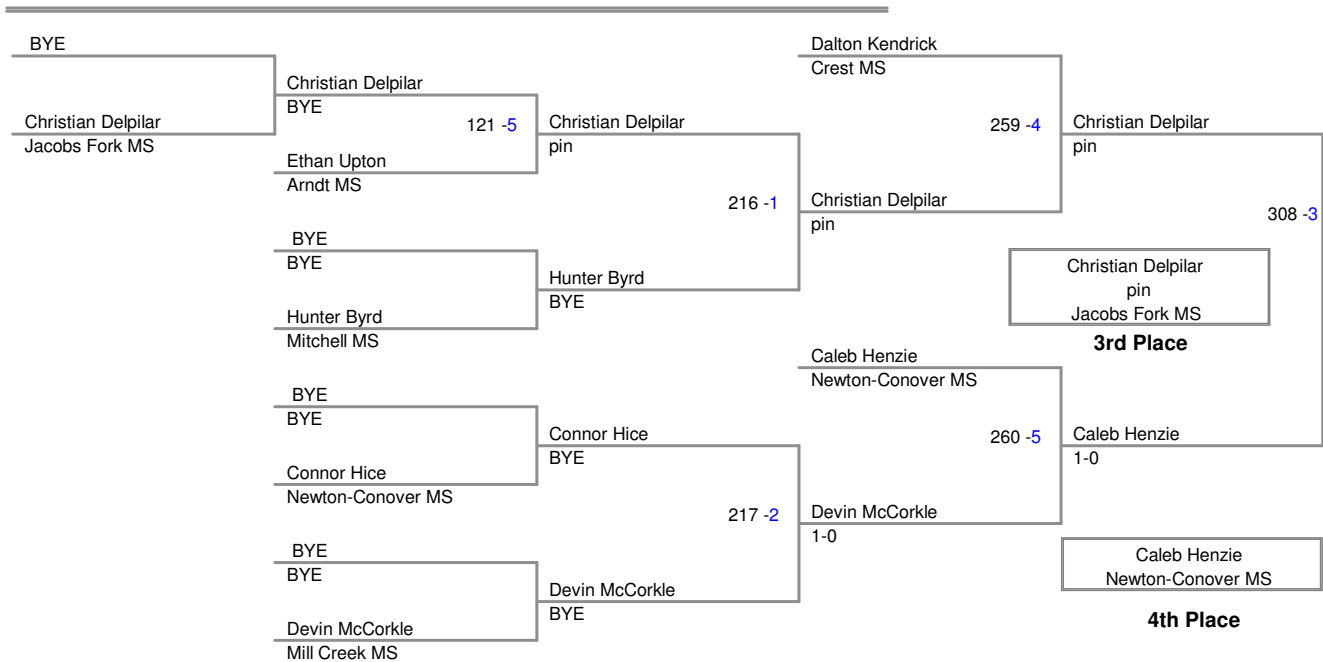 BYE
Christian Delpilar
Jacobs Fork MS
Christian Delpilar
BYE
121 -5
Ethan Upton
Arndt MS
BYE
BYE
Hunter Byrd
Mitchell MS
BYE
BYE
Connor Hice
Newton-Conover MS
BYE
BYE
Devin McCorkle
Mill Creek MS
Christian Delpilar
pin
216 -1
Hunter Byrd
BYE
Connor Hice
BYE
217 -2
Devin McCorkle
BYE
Dalton Kendrick
Crest MS
259 -4
Christian Delpilar
pin
Caleb Henzie
Newton-Conover MS
260 -5
Devin McCorkle
1-0
Christian Delpilar
pin
308 -3
Christian Delpilar
pin
Jacobs Fork MS
3rd Place
Caleb Henzie
1-0
Caleb Henzie
Newton-Conover MS
4th Place